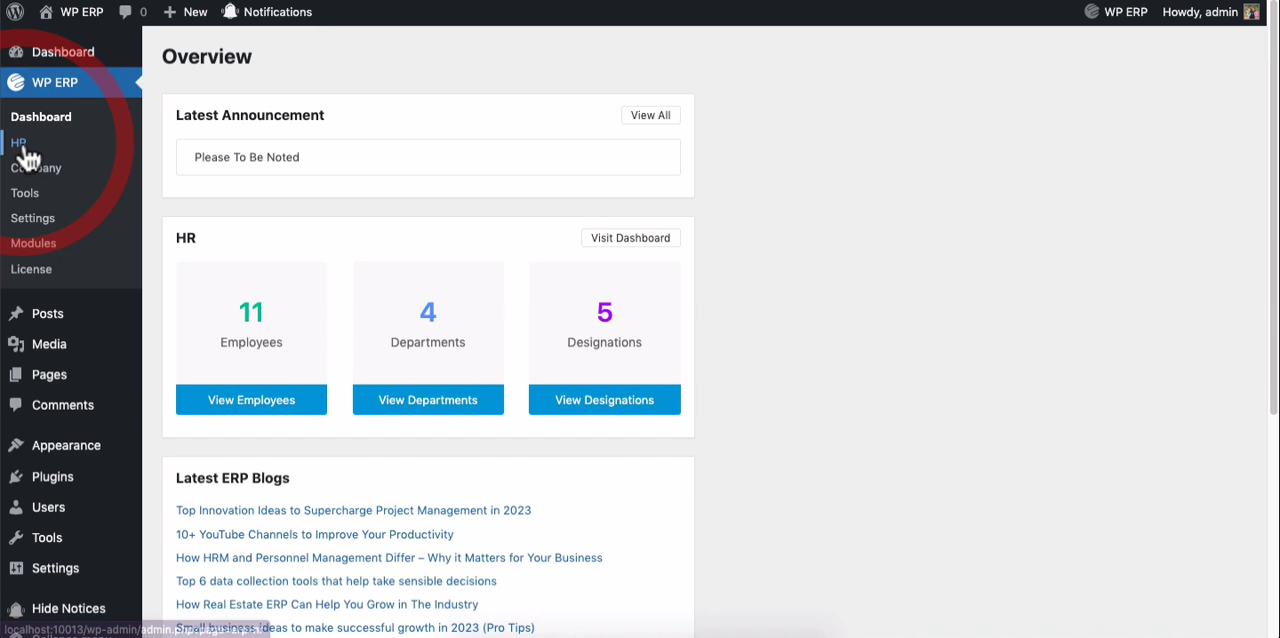 WP ERP 0 New Notifications WP ERP Howdy, admin
Dashboard
WP ERP
Dashboard
HR
Company
Tools
Settings
Modules
License
Posts
Media
Pages
Comments
Appearance
Plugins
Users
Tools
Settings
Hide Notices
Overview
Latest Announcement View All
Please To Be Noted
HR Visit Dashboard
11 4 5
Employees Departments Designations
View Employees View Departments View Designations
Latest ERP Blogs
Top Innovation Ideas to Supercharge Project Management in 2023
10+ YouTube Channels to Improve Your Productivity
How HRM and Personnel Management Differ – Why it Matters for Your Business
Top 6 data collection tools that help take sensible decisions
How Real Estate ERP Can Help You Grow in The Industry
Small business ideas to make successful growth in 2023 (Pro Tips)